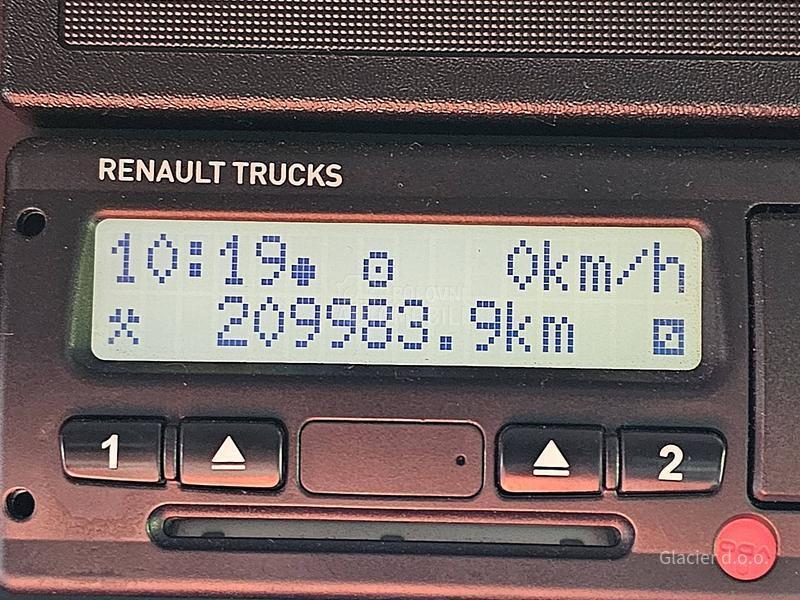 RENAULT TRUCKS
10:19 0km/h
209983.9km
1 2
Glacier d.o.o.